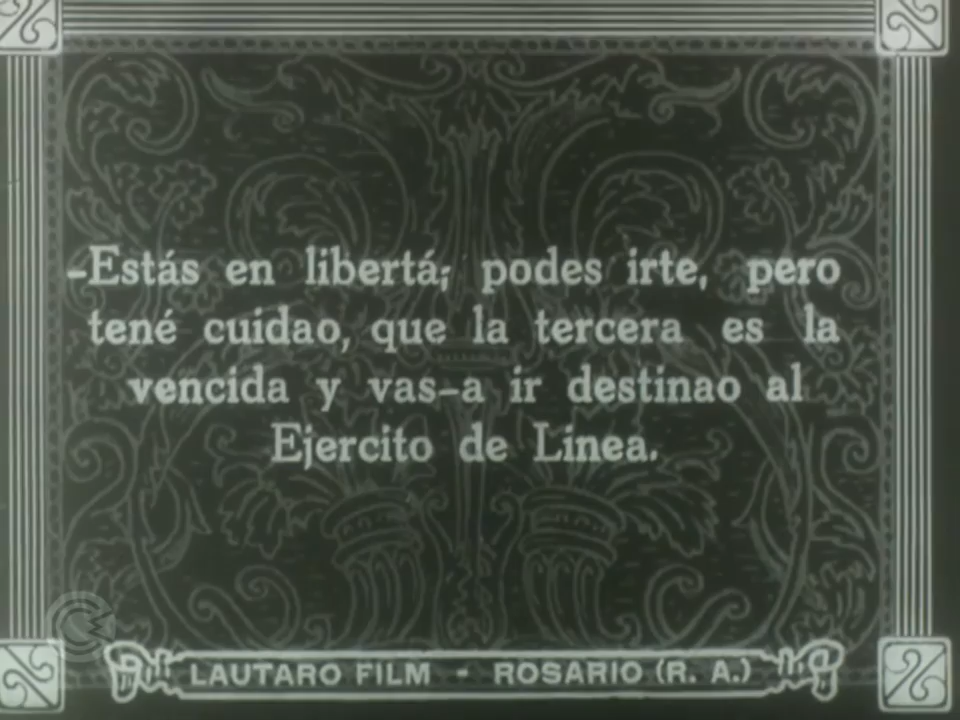 -Estás en libertá; podes irte, pero
tené cuidao, que la tercera es la
vencida y vas-a ir destinao al
Ejercito de Linea.
LAUTARO FILM - ROSARIO (R. A.)